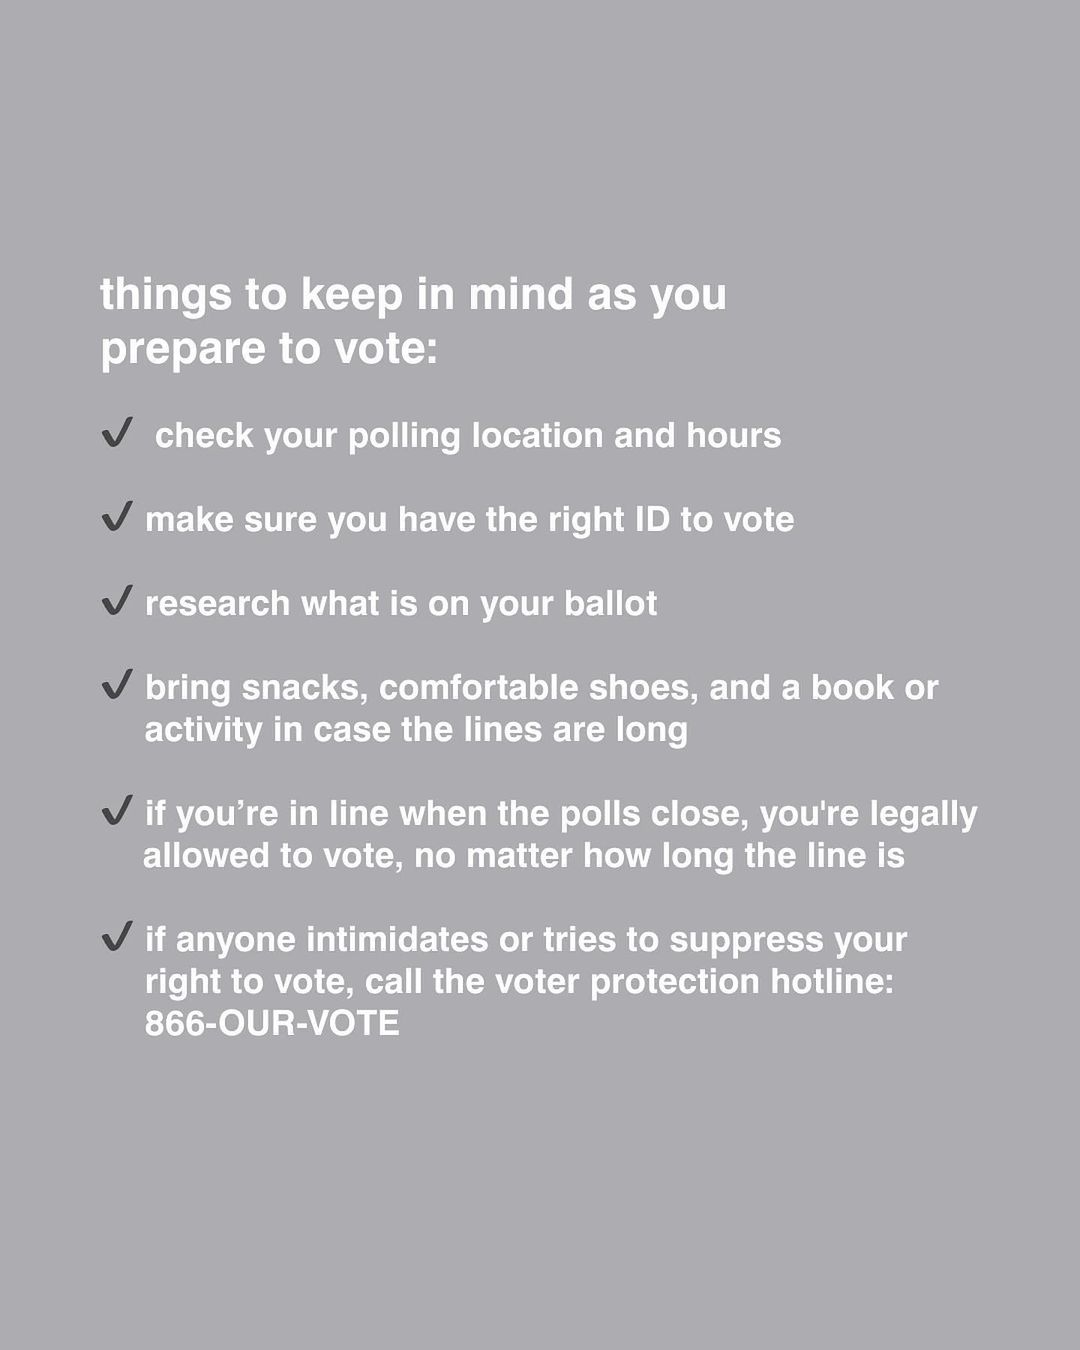 things to keep in mind as you
prepare to vote:
✔ check your polling location and hours
✔ make sure you have the right ID to vote
✔ research what is on your ballot
✔ bring snacks, comfortable shoes, and a book or
activity in case the lines are long
✔ if you’re in line when the polls close, you're legally
allowed to vote, no matter how long the line is
✔ if anyone intimidates or tries to suppress your
right to vote, call the voter protection hotline:
866-OUR-VOTE